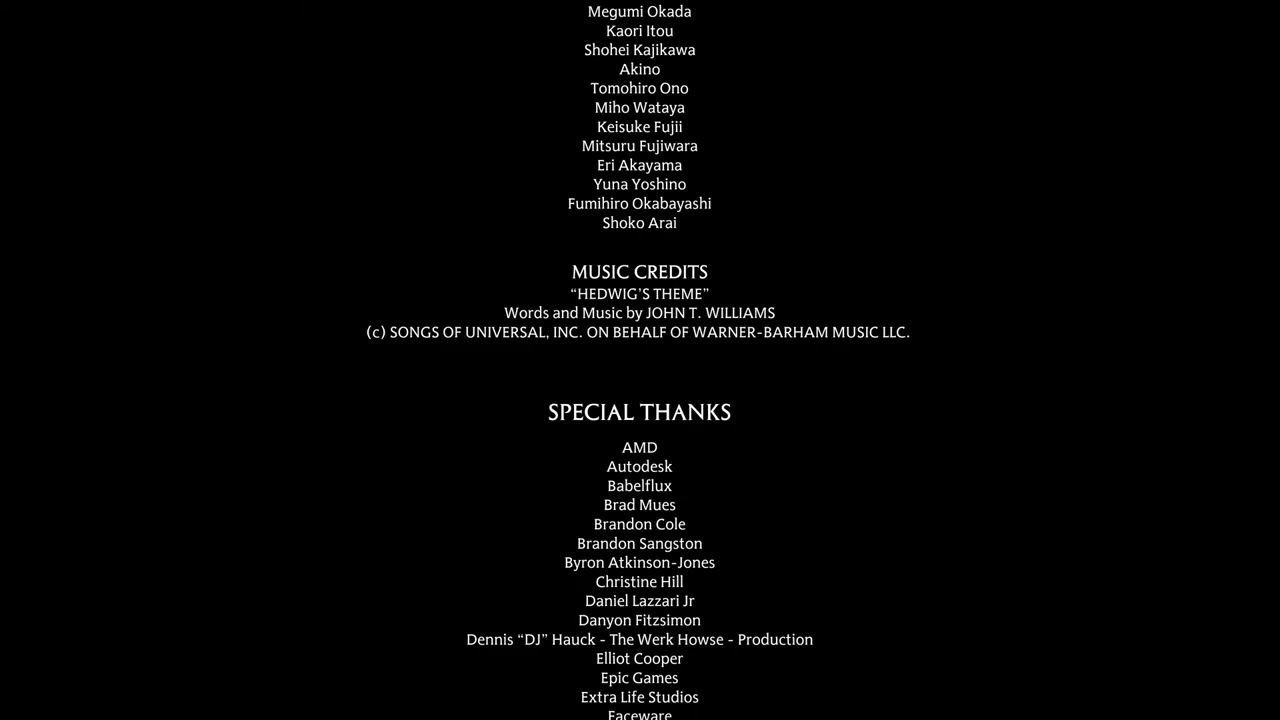 Megumi Okada
Kaori Itou
Shohei Kajikawa
Akino
Tomohiro Ono
Miho Wataya
Keisuke Fujii
Mitsuru Fujiwara
Eri Akayama
Yuna Yoshino
Fumihiro Okabayashi
Shoko Arai
MUSIC CREDITS
“HEDWIG’S THEME”
Words and Music by JOHN T. WILLIAMS
(c) SONGS OF UNIVERSAL, INC. ON BEHALF OF WARNER-BARHAM MUSIC LLC.
SPECIAL THANKS
AMD
Autodesk
Babelflux
Brad Mues
Brandon Cole
Brandon Sangston
Byron Atkinson-Jones
Christine Hill
Daniel Lazzari Jr
Danyon Fitzsimon
Dennis “DJ” Hauck - The Werk Howse - Production
Elliot Cooper
Epic Games
Extra Life Studios
Faceware